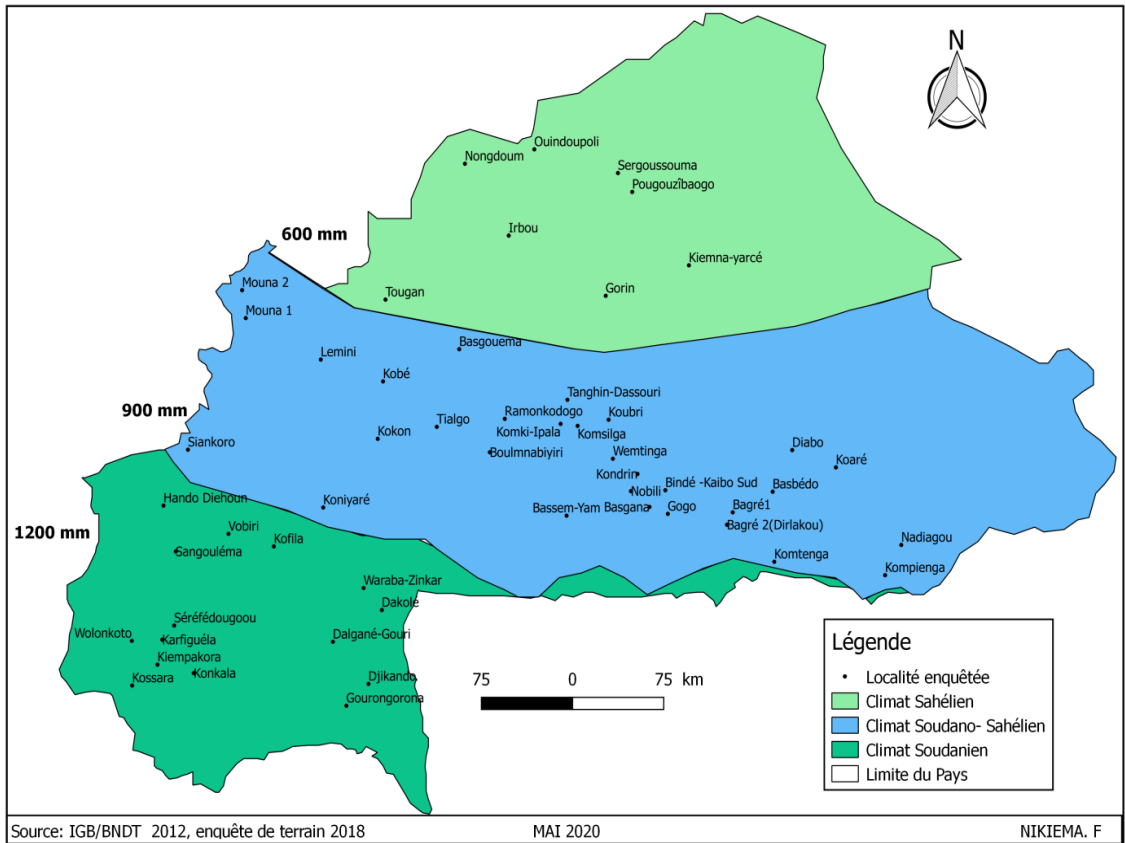 N
Ouindoupoli
Nongdoum
Sergoussouma
Pougouzîbaogo
Irbou
600 mm
Kiemna-yarcé
Mouna 2
Gorin
Tougan
Mouna 1
Basgouema
Lemini
Kobé
Tanghin-Dassouri
900 mm
Ramonkodogo
Koubri
Tialgo
Komki-Ipala
Komsilga
Kokon
Siankoro
Diabo
Boulmnabiyiri
Wemtinga
Koaré
Kondrin
Bindé -Kaibo Sud
Basbédo
Nobili
Hando Diehoun
Koniyaré
Bassem-Yam
Basgana
Gogo
Bagré1
Bagré 2(Dirlakou)
1200 mm
Vobiri
Kofila
Sangouléma
Nadiagou
Komtenga
Kompienga
Waraba-Zinkar
Dakolé
Séréfédougoou
Wolonkoto
Karfiguéla
Dalgané-Gouri
Kiempakora
Konkala
Kossara
Djikando
Gourongorona
75 0 75 km
Légende
Localité enquêtée
Climat Sahélien
Climat Soudano- Sahélien
Climat Soudanien
Limite du Pays
Source: IGB/BNDT 2012, enquête de terrain 2018
MAI 2020
NIKIEMA. F